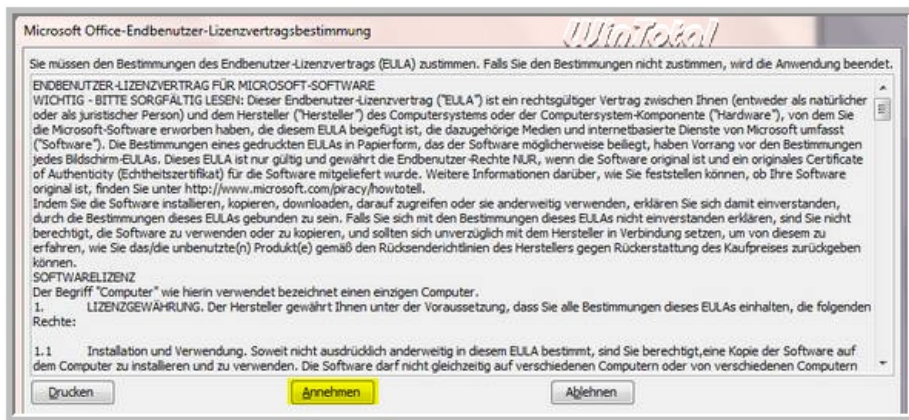 Microsoft Office-Endbenutzer-Lizenzvertragsbestimmung
WinTotal
Sie müssen den Bestimmungen des Endbenutzer-Lizenzvertrags (EULA) zustimmen. Falls Sie den Bestimmungen nicht zustimmen, wird die Anwendung beendet.
ENDBENUTZER-LIZENZVERTRAG FÜR MICROSOFT-SOFTWARE
WICHTIG - BITTE SORGFÄLTIG LESEN: Dieser Endbenutzer-Lizenzvertrag ("EULA") ist ein rechtsgültiger Vertrag zwischen Ihnen (entweder als natürlicher
oder als juristischer Person) und dem Hersteller ("Hersteller") des Computersystems oder der Computersystem-Komponente ("Hardware"), von dem Sie
die Microsoft-Software erworben haben, die diesem EULA beigefügt ist, die dazugehörige Medien und internetbasierte Dienste von Microsoft umfasst
("Software"). Die Bestimmungen eines gedruckten EULAs in Papierform, das der Software möglicherweise beiliegt, haben Vorrang vor den Bestimmungen
jedes Bildschirm-EULAs. Dieses EULA ist nur gültig und gewährt die Endbenutzer-Rechte NUR, wenn die Software original ist und ein originales Certificate
of Authenticity (Echtheitszertifikat) für die Software mitgeliefert wurde. Weitere Informationen darüber, wie Sie feststellen können, ob Ihre Software
original ist, finden Sie unter http://www.microsoft.com/piracy/howtotell.
Indem Sie die Software installieren, kopieren, downloaden, darauf zugreifen oder sie anderweitig verwenden, erklären Sie sich damit einverstanden,
durch die Bestimmungen dieses EULAs gebunden zu sein. Falls Sie sich mit den Bestimmungen dieses EULAs nicht einverstanden erklären, sind Sie nicht
berechtigt, die Software zu verwenden oder zu kopieren, und sollten sich unverzüglich mit dem Hersteller in Verbindung setzen, um von diesem zu
erfahren, wie Sie das/die unbenutzte(n) Produkt(e) gemäß den Rücksenderichtlinien des Herstellers gegen Rückerstattung des Kaufpreises zurückgeben
können.
SOFTWARELIZENZ
Der Begriff "Computer" wie hierin verwendet bezeichnet einen einzigen Computer.
1. LIZENZGEWÄHRUNG. Der Hersteller gewährt Ihnen unter der Voraussetzung, dass Sie alle Bestimmungen dieses EULAs einhalten, die folgenden
Rechte:
1.1 Installation und Verwendung. Soweit nicht ausdrücklich anderweitig in diesem EULA bestimmt, sind Sie berechtigt,eine Kopie der Software auf
dem Computer zu installieren und zu verwenden. Die Software darf nicht gleichzeitig auf verschiedenen Computern oder von verschiedenen Computern
Drucken Annehmen Ablehnen